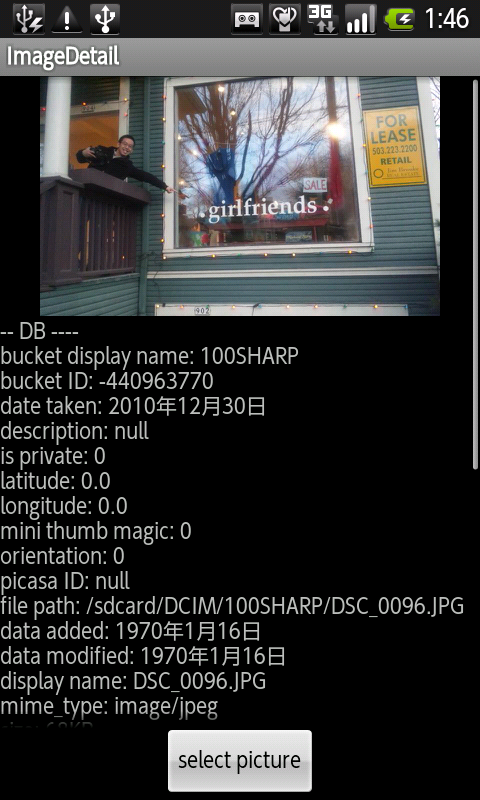 3G 1:46
ImageDetail
FOR
LEASE
503.223.2200
RETAIL
SALE
girlfriends
902
-- DB ----
bucket display name: 100SHARP
bucket ID: -440963770
date taken: 2010年12月30日
description: null
is private: 0
latitude: 0.0
longitude: 0.0
mini thumb magic: 0
orientation: 0
picasa ID: null
file path: /sdcard/DCIM/100SHARP/DSC_0096.JPG
data added: 1970年1月16日
data modified: 1970年1月16日
display name: DSC_0096.JPG
mime_type: image/jpeg
select picture